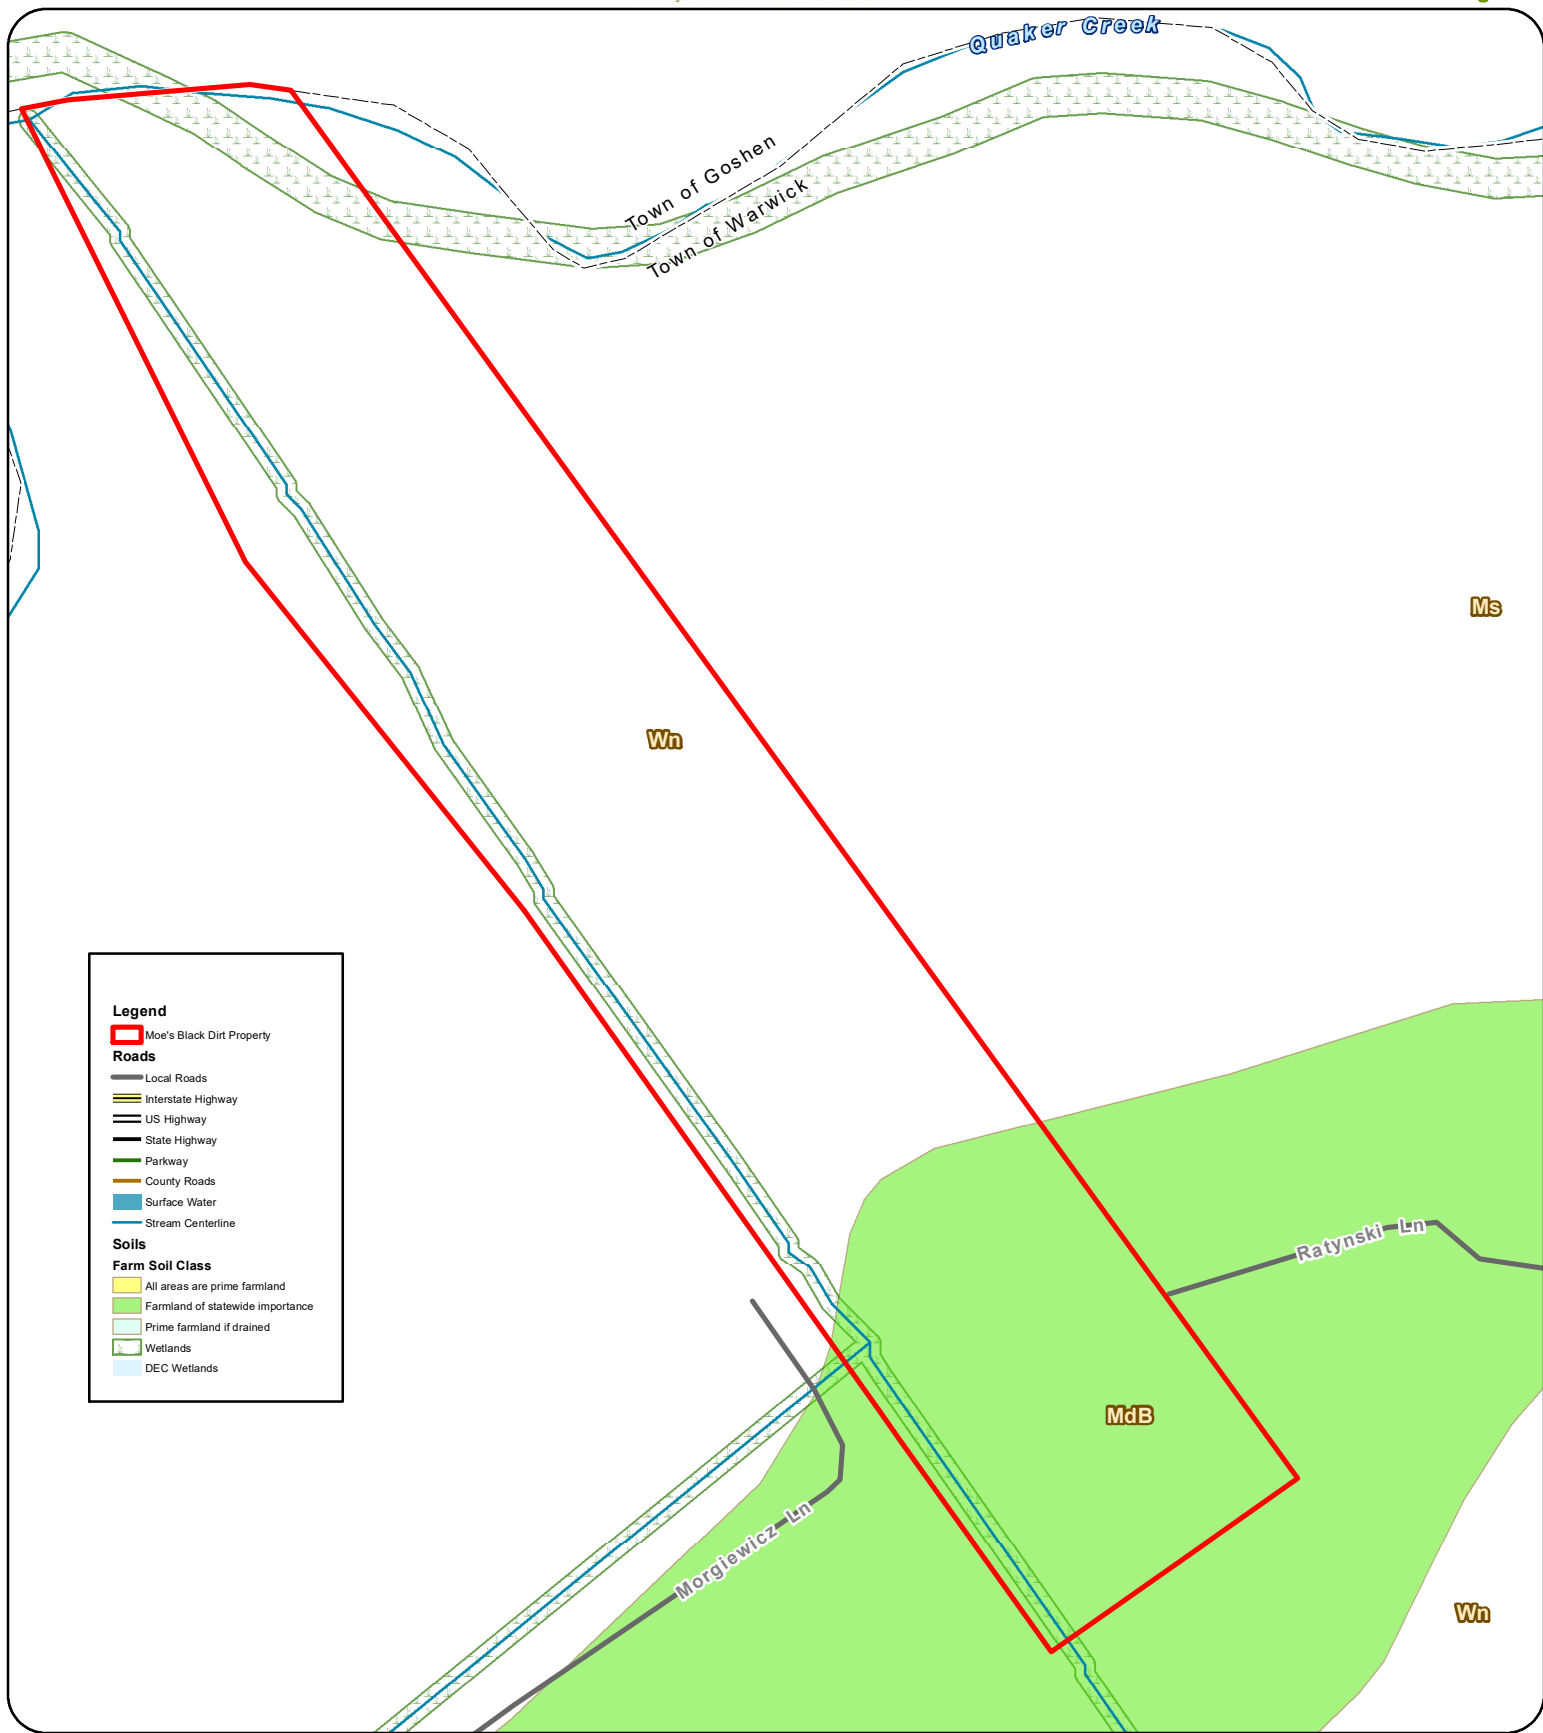 Quaker Creek
Town of Goshen
Town of Warwick
Ms
Wn
Legend
Moe's Black Dirt Property
Roads
Local Roads
Interstate Highway
US Highway
State Highway
Parkway
County Roads
Surface Water
Stream Centerline
Soils
Farm Soil Class
All areas are prime farmland
Farmland of statewide importance
Prime farmland if drained
Wetlands
DEC Wetlands
Ratynski Ln
MdB
Morgiewicz Ln
Wn